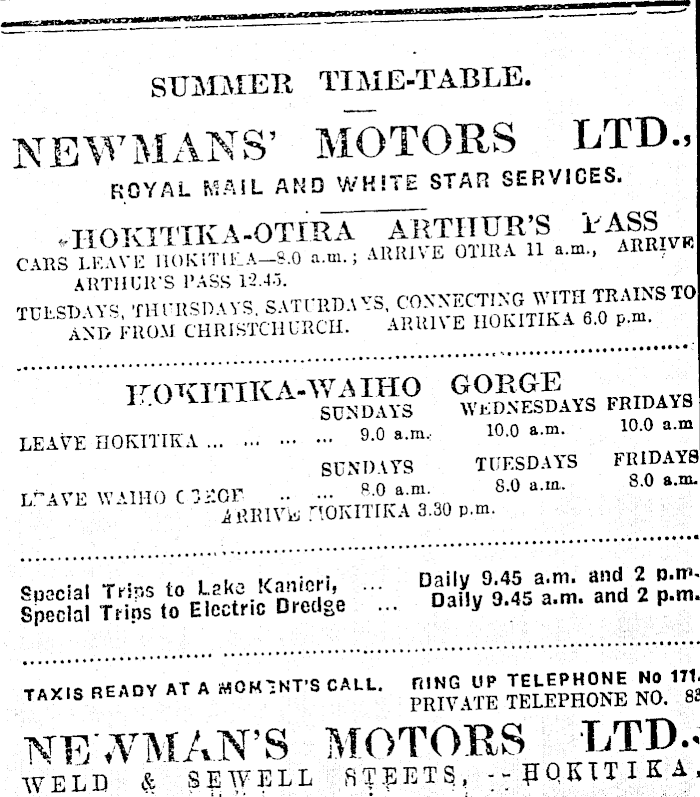 SUMMER TIME-TABLE.
NEWMANS' MOTORS LTD.,
ROYAL MAIL AND WHITE STAR SERVICES.
HOKITIKA-OTIRA ARTHUR'S PASS
CARS LEAVE HOKITIKA—8.0 a.m.; ARRIVE OTIRA 11 a.m., ARRIVE
ARTHUR'S PASS 12.45.
TUESDAYS, THURSDAYS, SATURDAYS, CONNECTING WITH TRAINS TO
AND FROM CHRISTCHURCH. ARRIVE HOKITIKA 6.0 p.m.
HOKITIKA-WAIHO GORGE
SUNDAYS WEDNESDAYS FRIDAYS
LEAVE HOKITIKA ... ... ... ... 9.0 a.m. 10.0 a.m. 10.0 a.m
SUNDAYS TUESDAYS FRIDAYS
LEAVE WAIHO GORGE .. ... 8.0 a.m. 8.0 a.m. 8.0 a.m.
ARRIVE HOKITIKA 3.30 p.m.
Special Trips to Lake Kanieri, ... Daily 9.45 a.m. and 2 p.m.
Special Trips to Electric Dredge ... Daily 9.45 a.m. and 2 p.m.
TAXIS READY AT A MOMENT'S CALL. RING UP TELEPHONE No 171.
PRIVATE TELEPHONE NO. 83
NEWMAN'S MOTORS LTD.,
WELD & SEWELL STEETS, -- HOKITIKA.